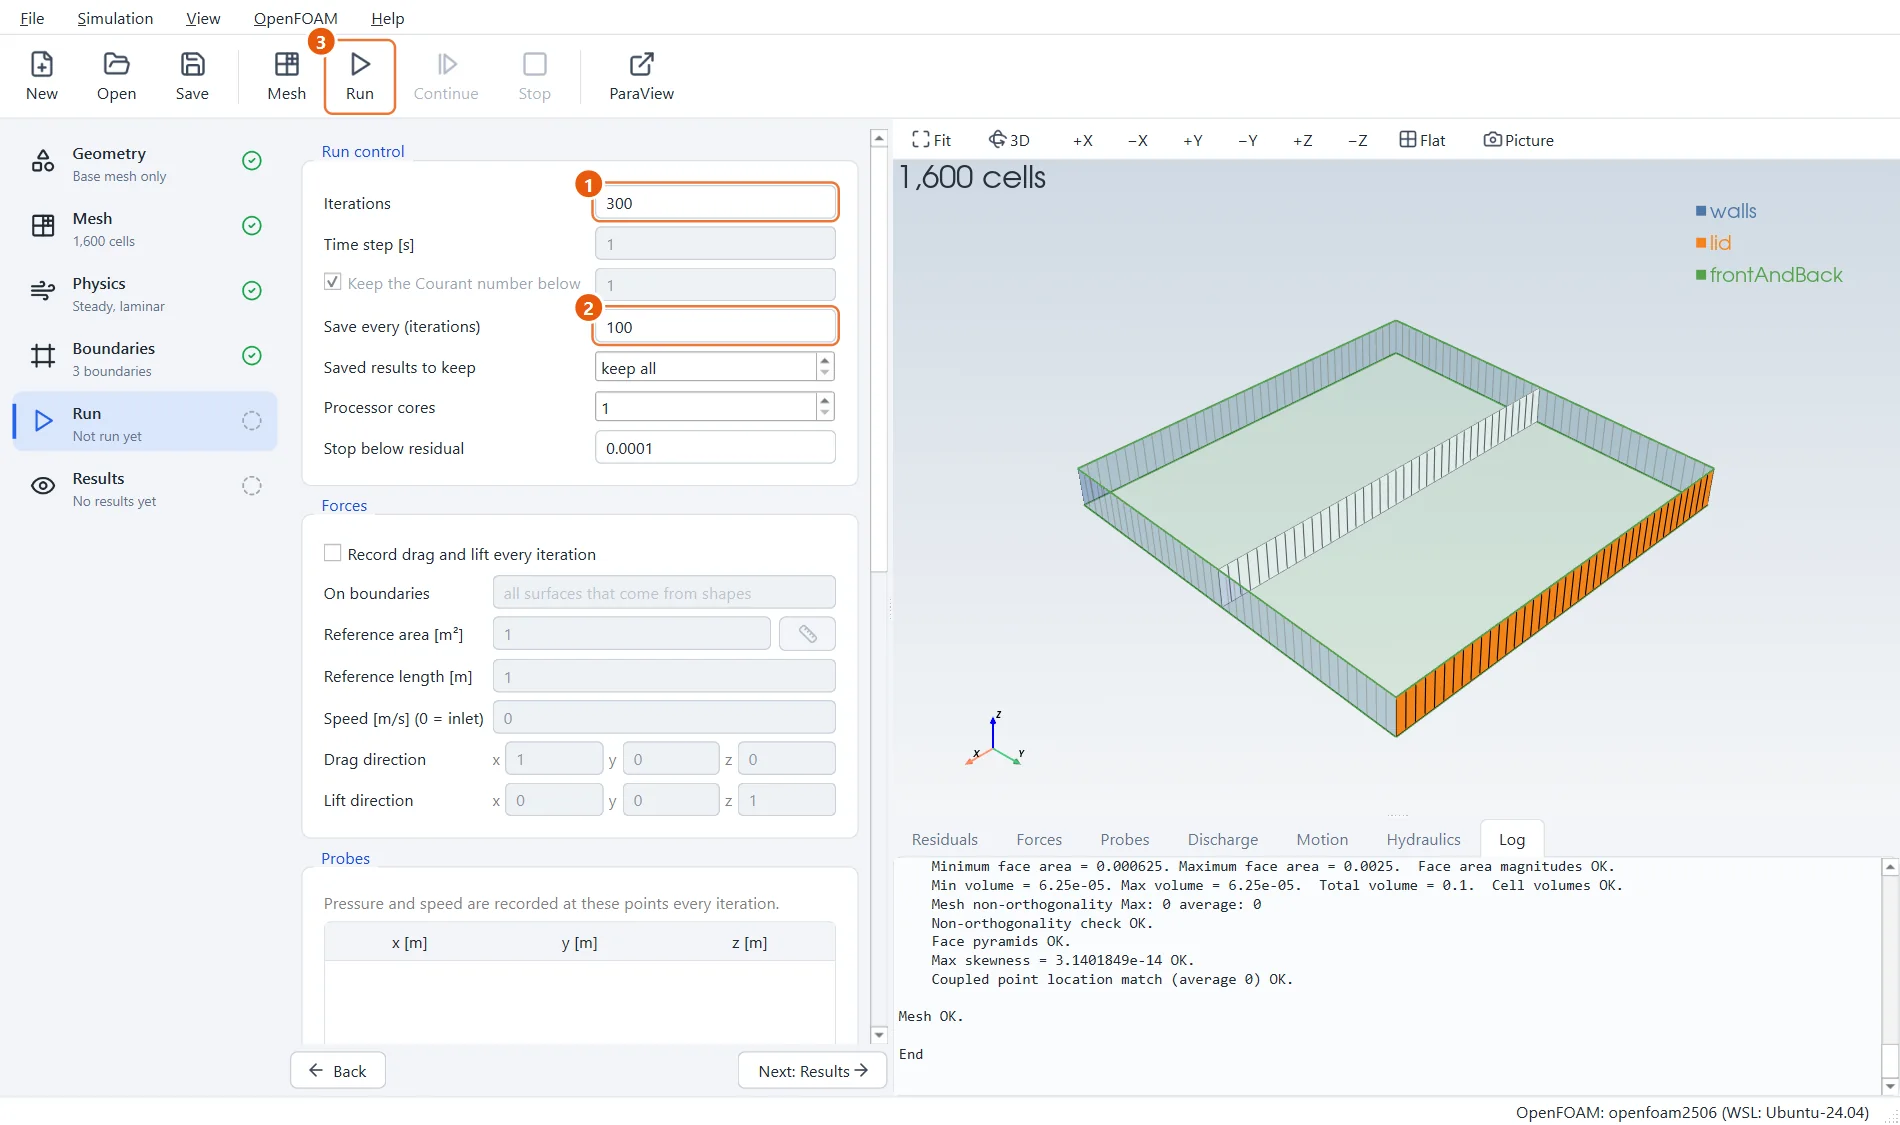 File Simulation View OpenFOAM Help
3
New Open Save Mesh Run Continue Stop ParaView
Geometry
Base mesh only
Mesh
1,600 cells
Physics
Steady, laminar
Boundaries
3 boundaries
Run
Not run yet
Results
No results yet
Run control
1
Iterations 300
Time step [s] 1
Keep the Courant number below 1
2
Save every (iterations) 100
Saved results to keep keep all
Processor cores 1
Stop below residual 0.0001
Forces
Record drag and lift every iteration
On boundaries all surfaces that come from shapes
Reference area [m²] 1
Reference length [m] 1
Speed [m/s] (0 = inlet) 0
Drag direction x 1 y 0 z 0
Lift direction x 0 y 0 z 1
Probes
Pressure and speed are recorded at these points every iteration.
x [m] y [m] z [m]
Back Next: Results
Fit 3D +X −X +Y −Y +Z −Z Flat Picture
1,600 cells
walls
lid
frontAndBack
Z
X Y
Residuals Forces Probes Discharge Motion Hydraulics Log
Minimum face area = 0.000625. Maximum face area = 0.0025.  Face area magnitudes OK.
Min volume = 6.25e-05. Max volume = 6.25e-05.  Total volume = 0.1.  Cell volumes OK.
Mesh non-orthogonality Max: 0 average: 0
Non-orthogonality check OK.
Face pyramids OK.
Max skewness = 3.1401849e-14 OK.
Coupled point location match (average 0) OK.
Mesh OK.
End
OpenFOAM: openfoam2506 (WSL: Ubuntu-24.04)